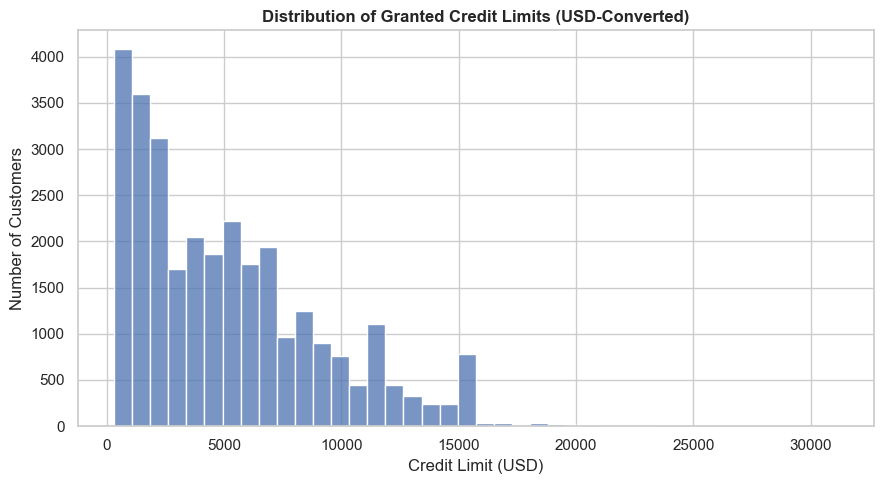 Distribution of Granted Credit Limits (USD-Converted)
Number of Customers
4000
3500
3000
2500
2000
1500
1000
500
0
0 5000 10000 15000 20000 25000 30000
Credit Limit (USD)